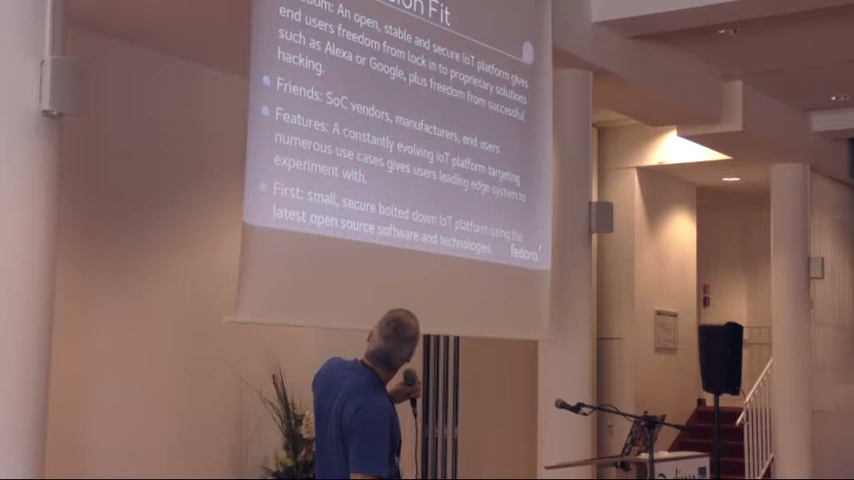 ion Fit
dom: An open, stable and secure IoT platform gives
end users freedom from lock in to proprietary solutions
such as Alexa or Google, plus freedom from successful
hacking.
Friends: SoC vendors, manufacturers, end users
Features: A constantly evolving IoT platform targeting
numerous use cases gives users leading edge system to
experiment with.
First: small, secure bolted down IoT platform using the
latest open source software and technologies.
fedora